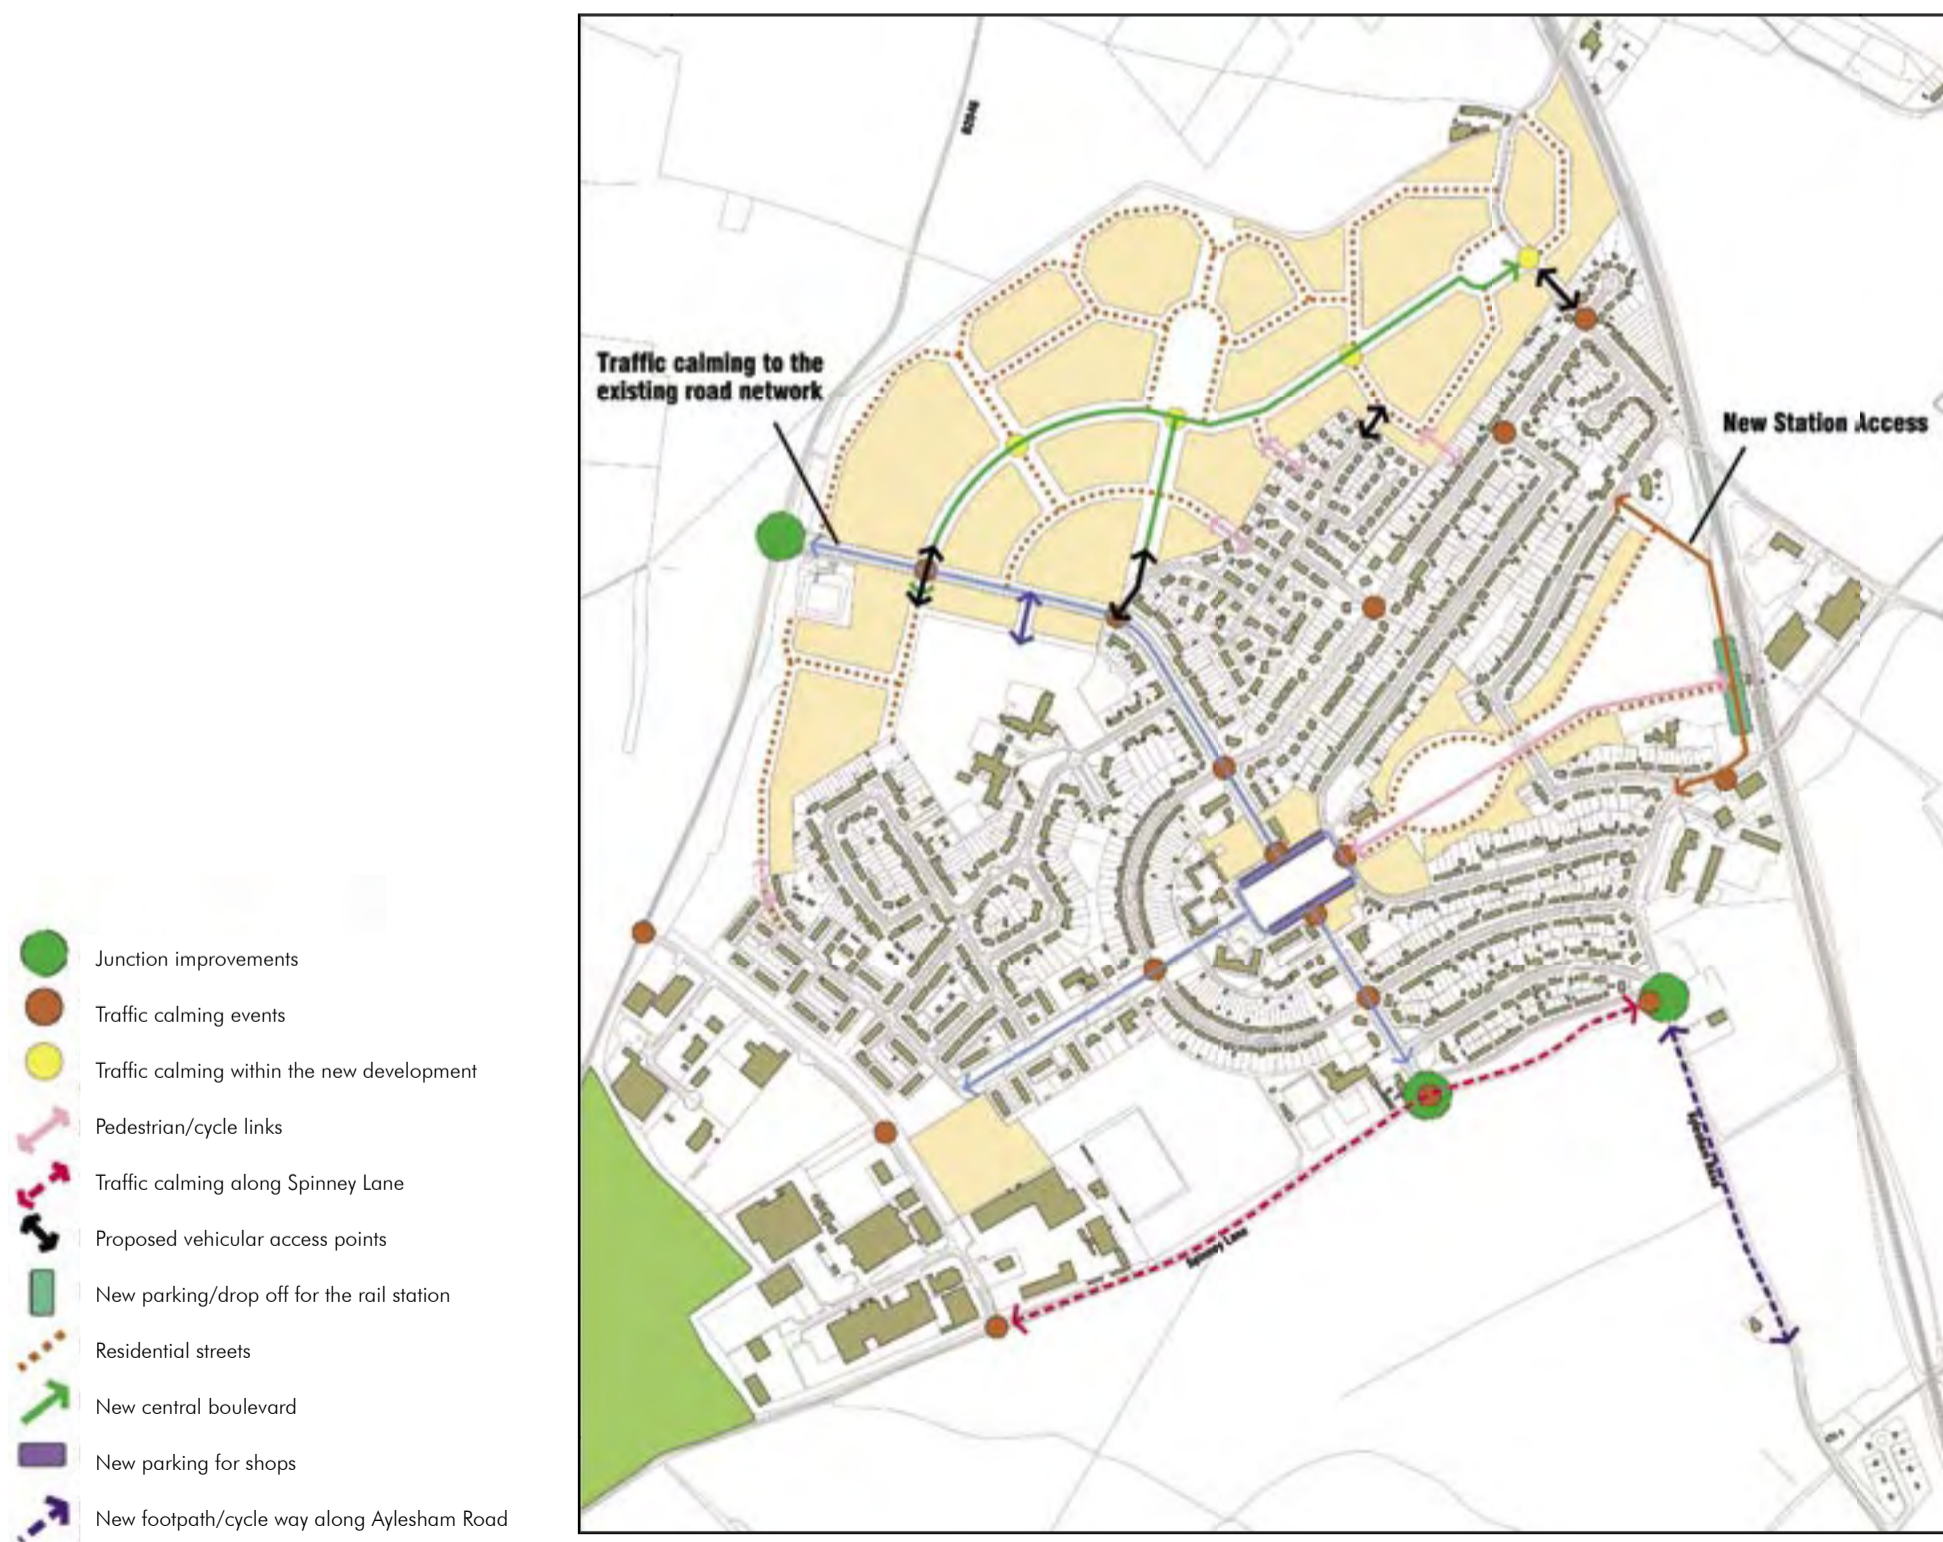 Traffic calming to the
existing road network
New Station Access
Spinney Lane
Junction improvements
Traffic calming events
Traffic calming within the new development
Pedestrian/cycle links
Traffic calming along Spinney Lane
Proposed vehicular access points
New parking/drop off for the rail station
Residential streets
New central boulevard
New parking for shops
New footpath/cycle way along Aylesham Road